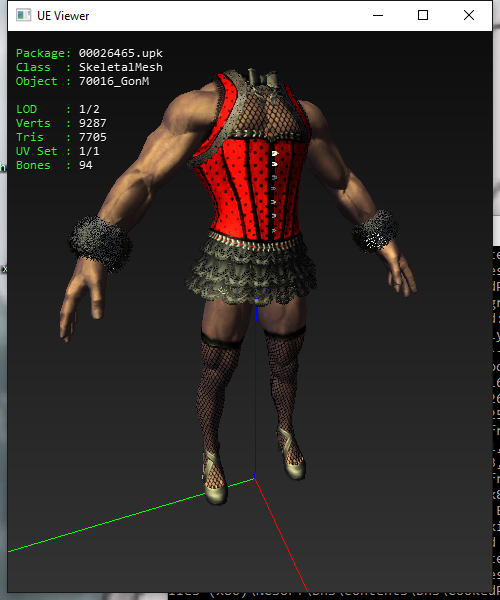 UE Viewer
Package: 00026465.upk
Class : SkeletalMesh
Object : 70016_GonM
LOD : 1/2
Verts : 9287
Tris : 7705
UV Set : 1/1
Bones : 94